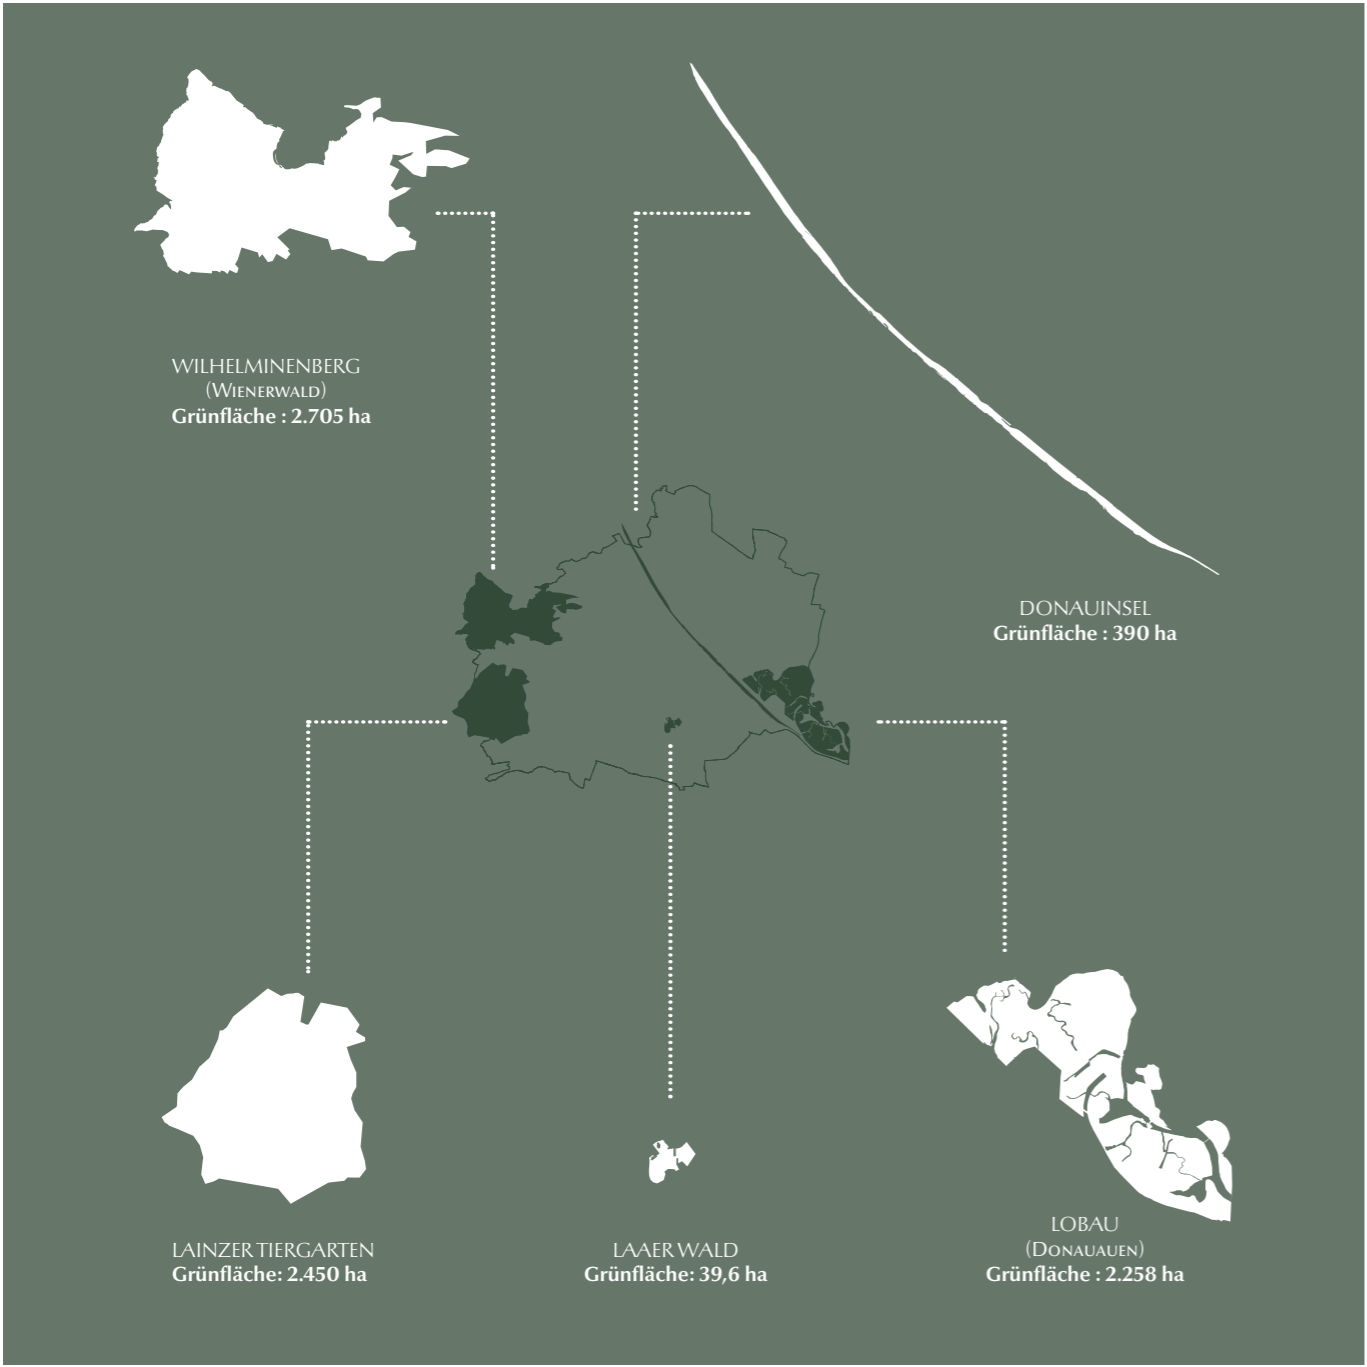 WILHELMINENBERG
(WIENERWALD)
Grünfläche : 2.705 ha
DONAUINSEL
Grünfläche : 390 ha
LAINZER TIERGARTEN
Grünfläche: 2.450 ha
LAAER WALD
Grünfläche: 39,6 ha
LOBAU
(DONAUAUEN)
Grünfläche : 2.258 ha